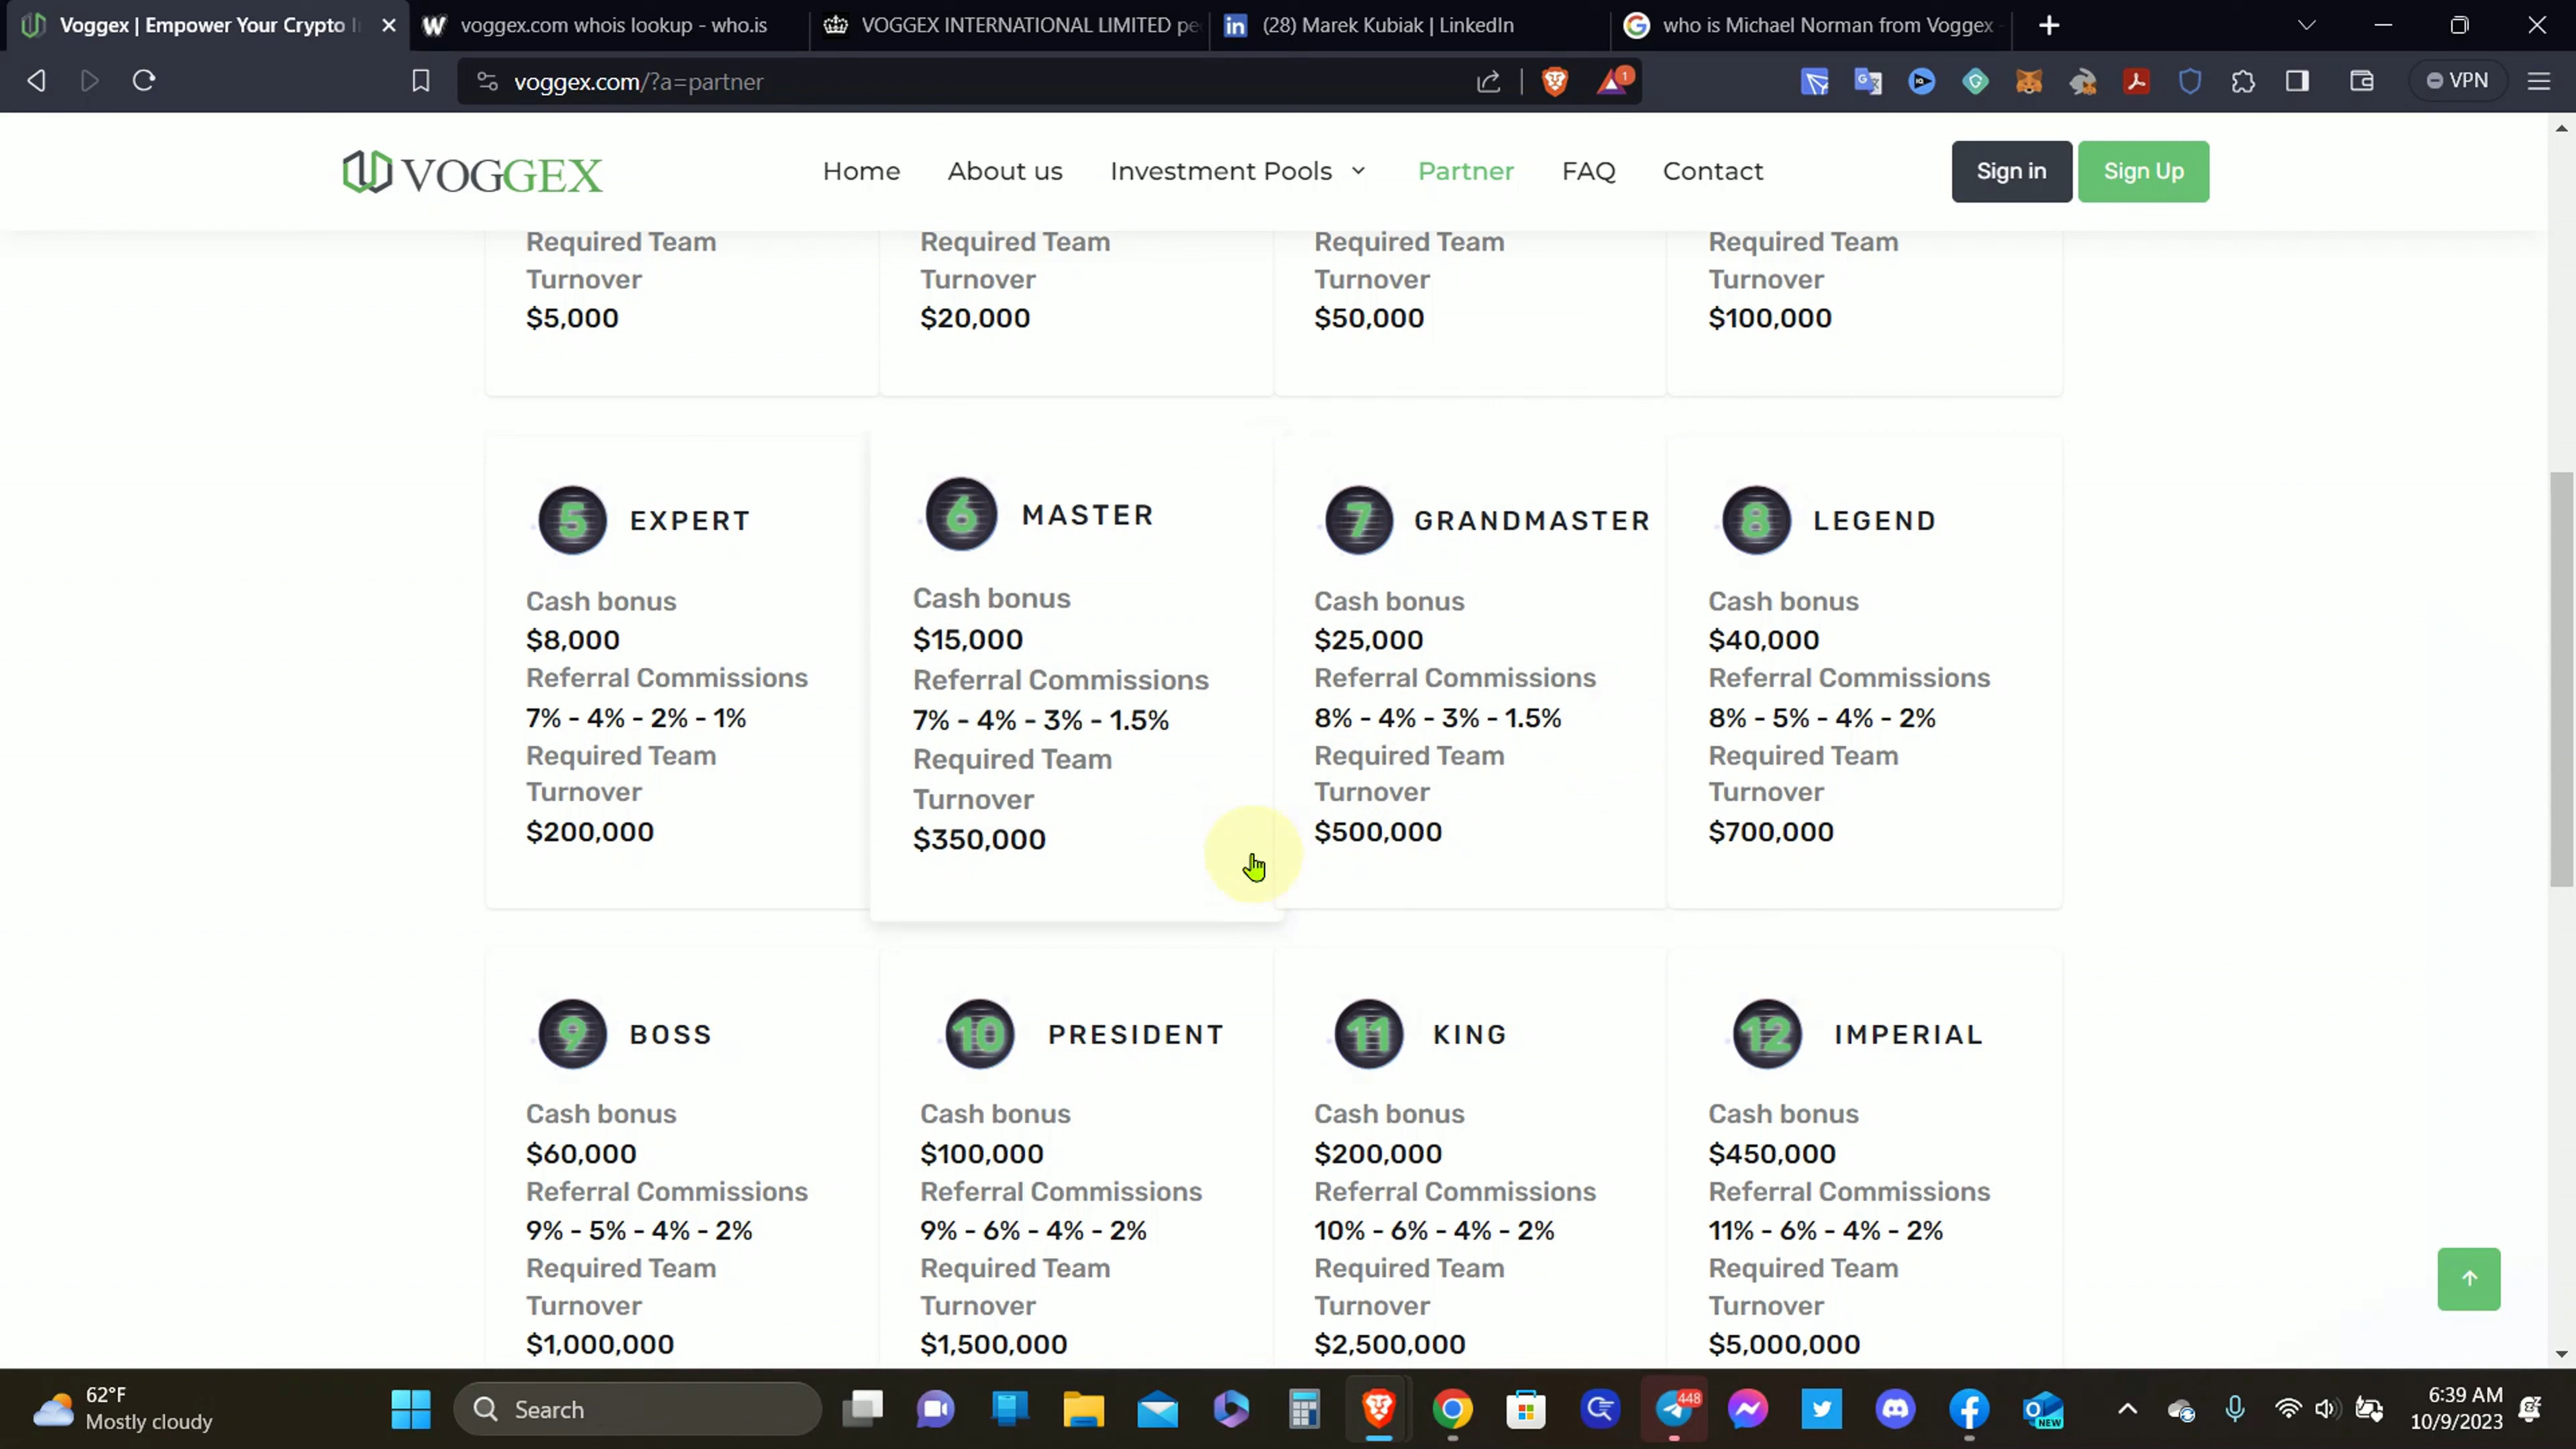 Voggex | Empower Your Crypto I
voggex.com whois lookup - who.is
VOGGEX INTERNATIONAL LIMITED pe
(28) Marek Kubiak | LinkedIn
who is Michael Norman from Voggex -
voggex.com/?a=partner
1
VPN
VOGGEX
Home
About us
Investment Pools
Partner
FAQ
Contact
Sign in
Sign Up
Required Team
Turnover
$5,000
Required Team
Turnover
$20,000
Required Team
Turnover
$50,000
Required Team
Turnover
$100,000
5 EXPERT
Cash bonus
$8,000
Referral Commissions
7% - 4% - 2% - 1%
Required Team
Turnover
$200,000
6 MASTER
Cash bonus
$15,000
Referral Commissions
7% - 4% - 3% - 1.5%
Required Team
Turnover
$350,000
7 GRANDMASTER
Cash bonus
$25,000
Referral Commissions
8% - 4% - 3% - 1.5%
Required Team
Turnover
$500,000
8 LEGEND
Cash bonus
$40,000
Referral Commissions
8% - 5% - 4% - 2%
Required Team
Turnover
$700,000
9 BOSS
Cash bonus
$60,000
Referral Commissions
9% - 5% - 4% - 2%
Required Team
Turnover
$1,000,000
10 PRESIDENT
Cash bonus
$100,000
Referral Commissions
9% - 6% - 4% - 2%
Required Team
Turnover
$1,500,000
11 KING
Cash bonus
$200,000
Referral Commissions
10% - 6% - 4% - 2%
Required Team
Turnover
$2,500,000
12 IMPERIAL
Cash bonus
$450,000
Referral Commissions
11% - 6% - 4% - 2%
Required Team
Turnover
$5,000,000
62°F
Mostly cloudy
Search
448
NEW
6:39 AM
10/9/2023